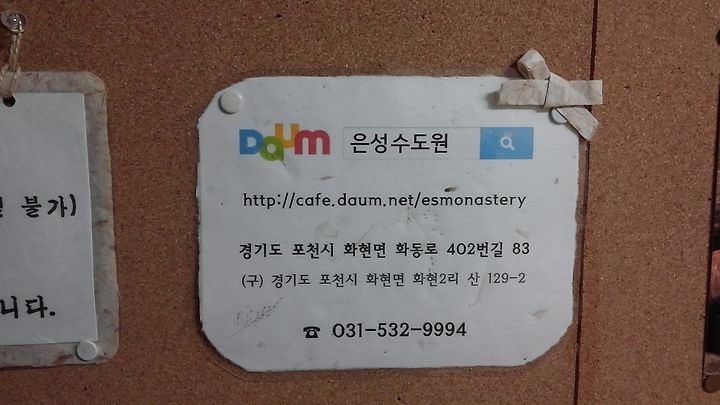 불가)
니다.
Daum 은성수도원
http://cafe.daum.net/esmonastery
경기도 포천시 화현면 화동로 402번길 83
(구) 경기도 포천시 화현면 화현2리 산 129-2
☎ 031-532-9994